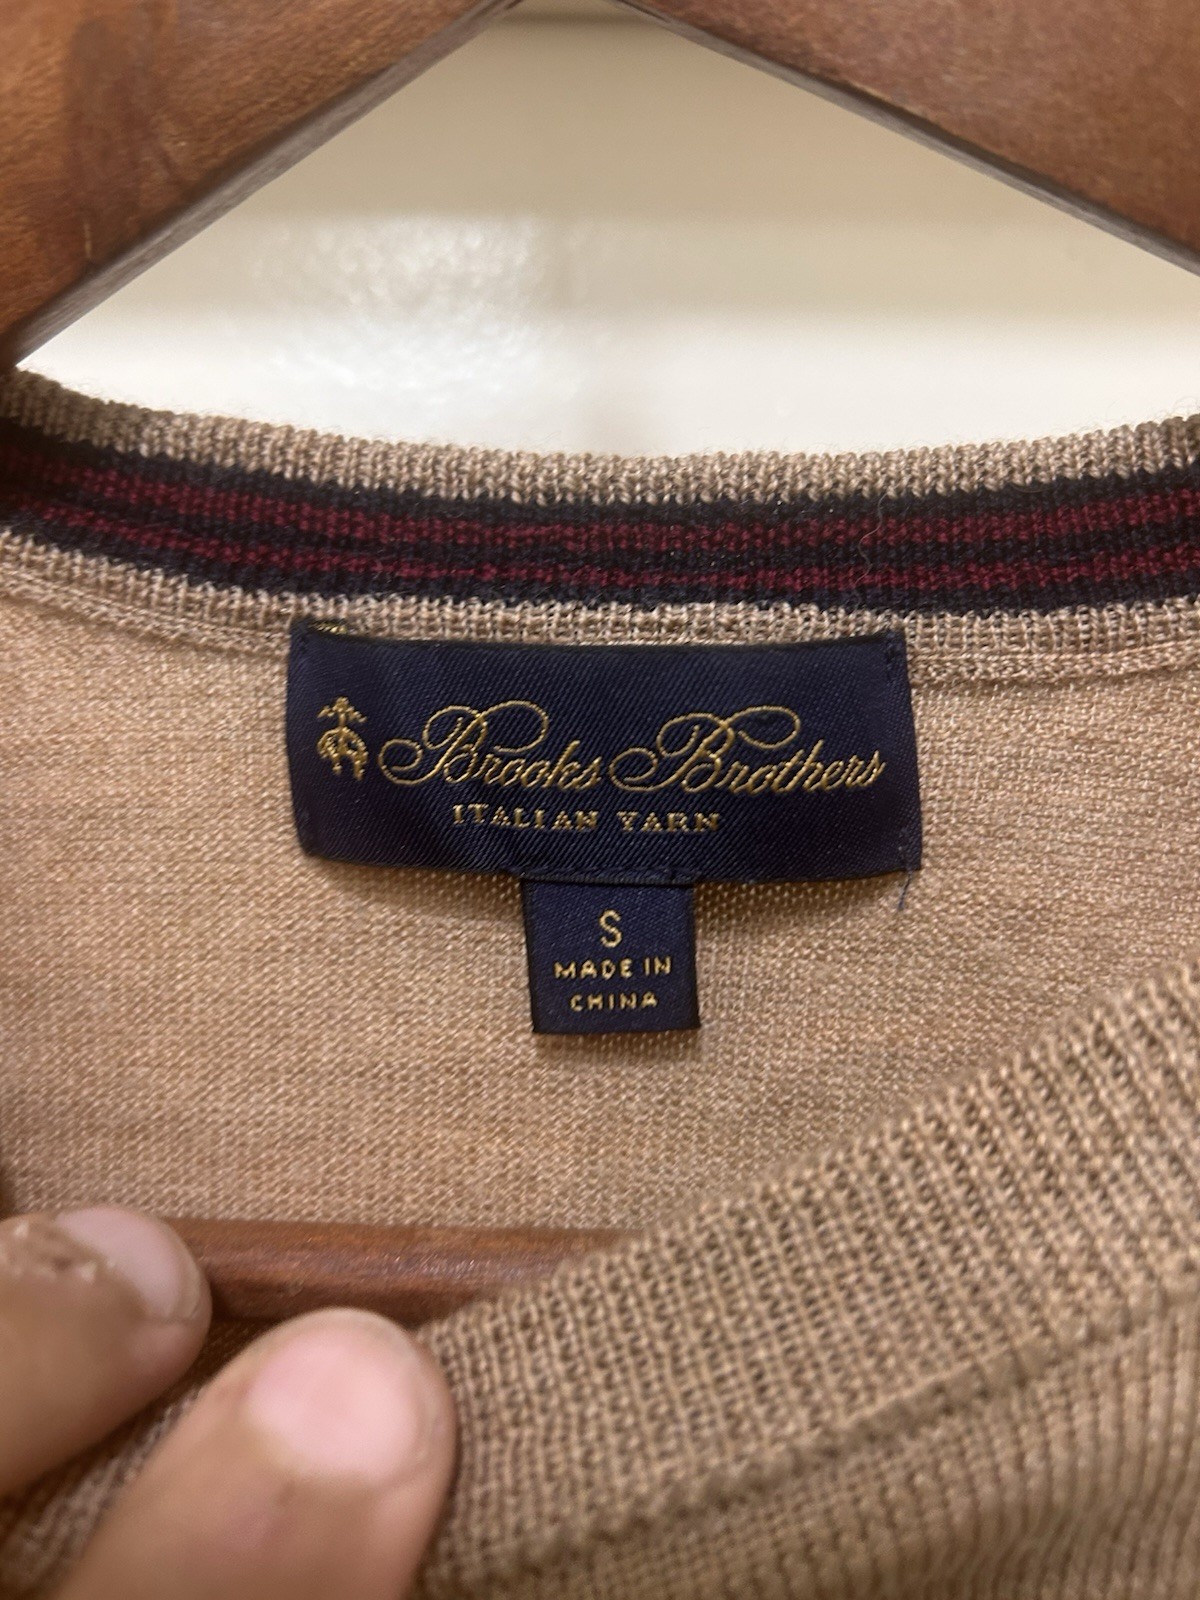 Brooks Brothers
ITALIAN YARN
S
MADE IN
CHINA